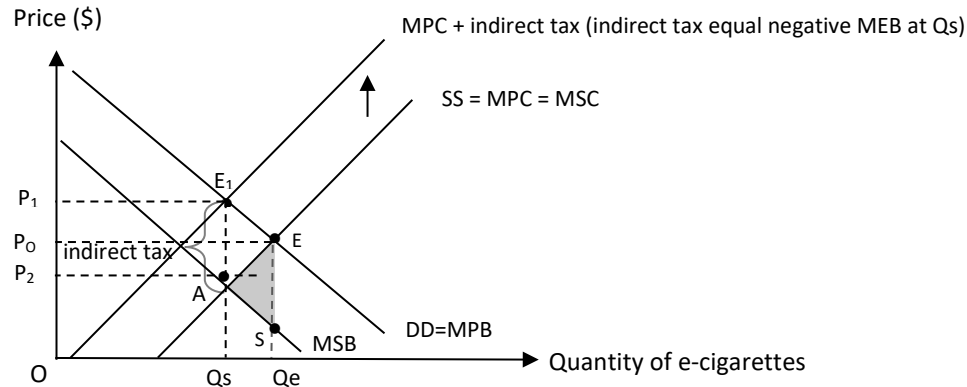 Price ($)
MPC + indirect tax (indirect tax equal negative MEB at Qs)
SS = MPC = MSC
E₁
P₁
P₀
E
indirect tax
P₂
A
S
MSB
DD=MPB
O
Qs
Qe
Quantity of e-cigarettes